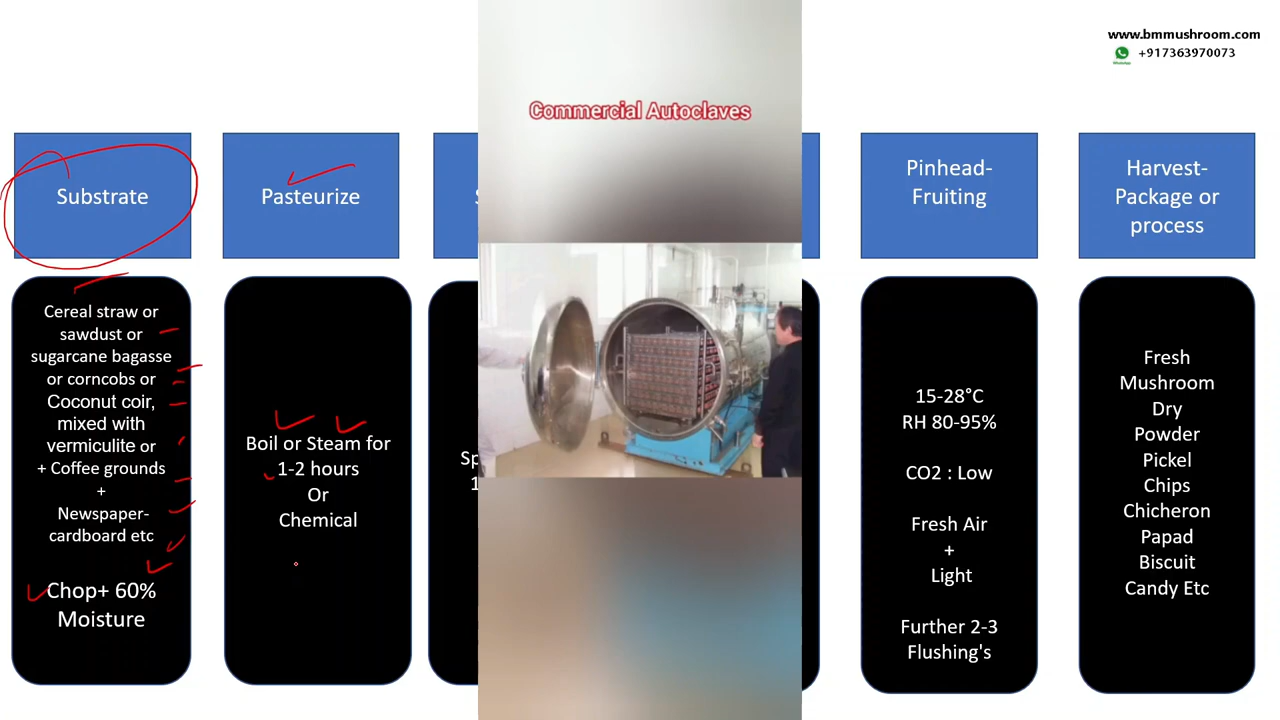 www.bmmushroom.com
WhatsApp
+917363970073
Commercial Autoclaves
Substrate
Pasteurize
Pinhead-
Fruiting
Harvest-
Package or
process
Cereal straw or
sawdust or
sugarcane bagasse
or corncobs or
Coconut coir,
mixed with
vermiculite or
+ Coffee grounds
+
Newspaper-
cardboard etc
Chop+ 60%
Moisture
Boil or Steam for
1-2 hours
Or
Chemical
15-28°C
RH 80-95%
CO2 : Low
Fresh Air
+
Light
Further 2-3
Flushing's
Fresh
Mushroom
Dry
Powder
Pickel
Chips
Chicheron
Papad
Biscuit
Candy Etc